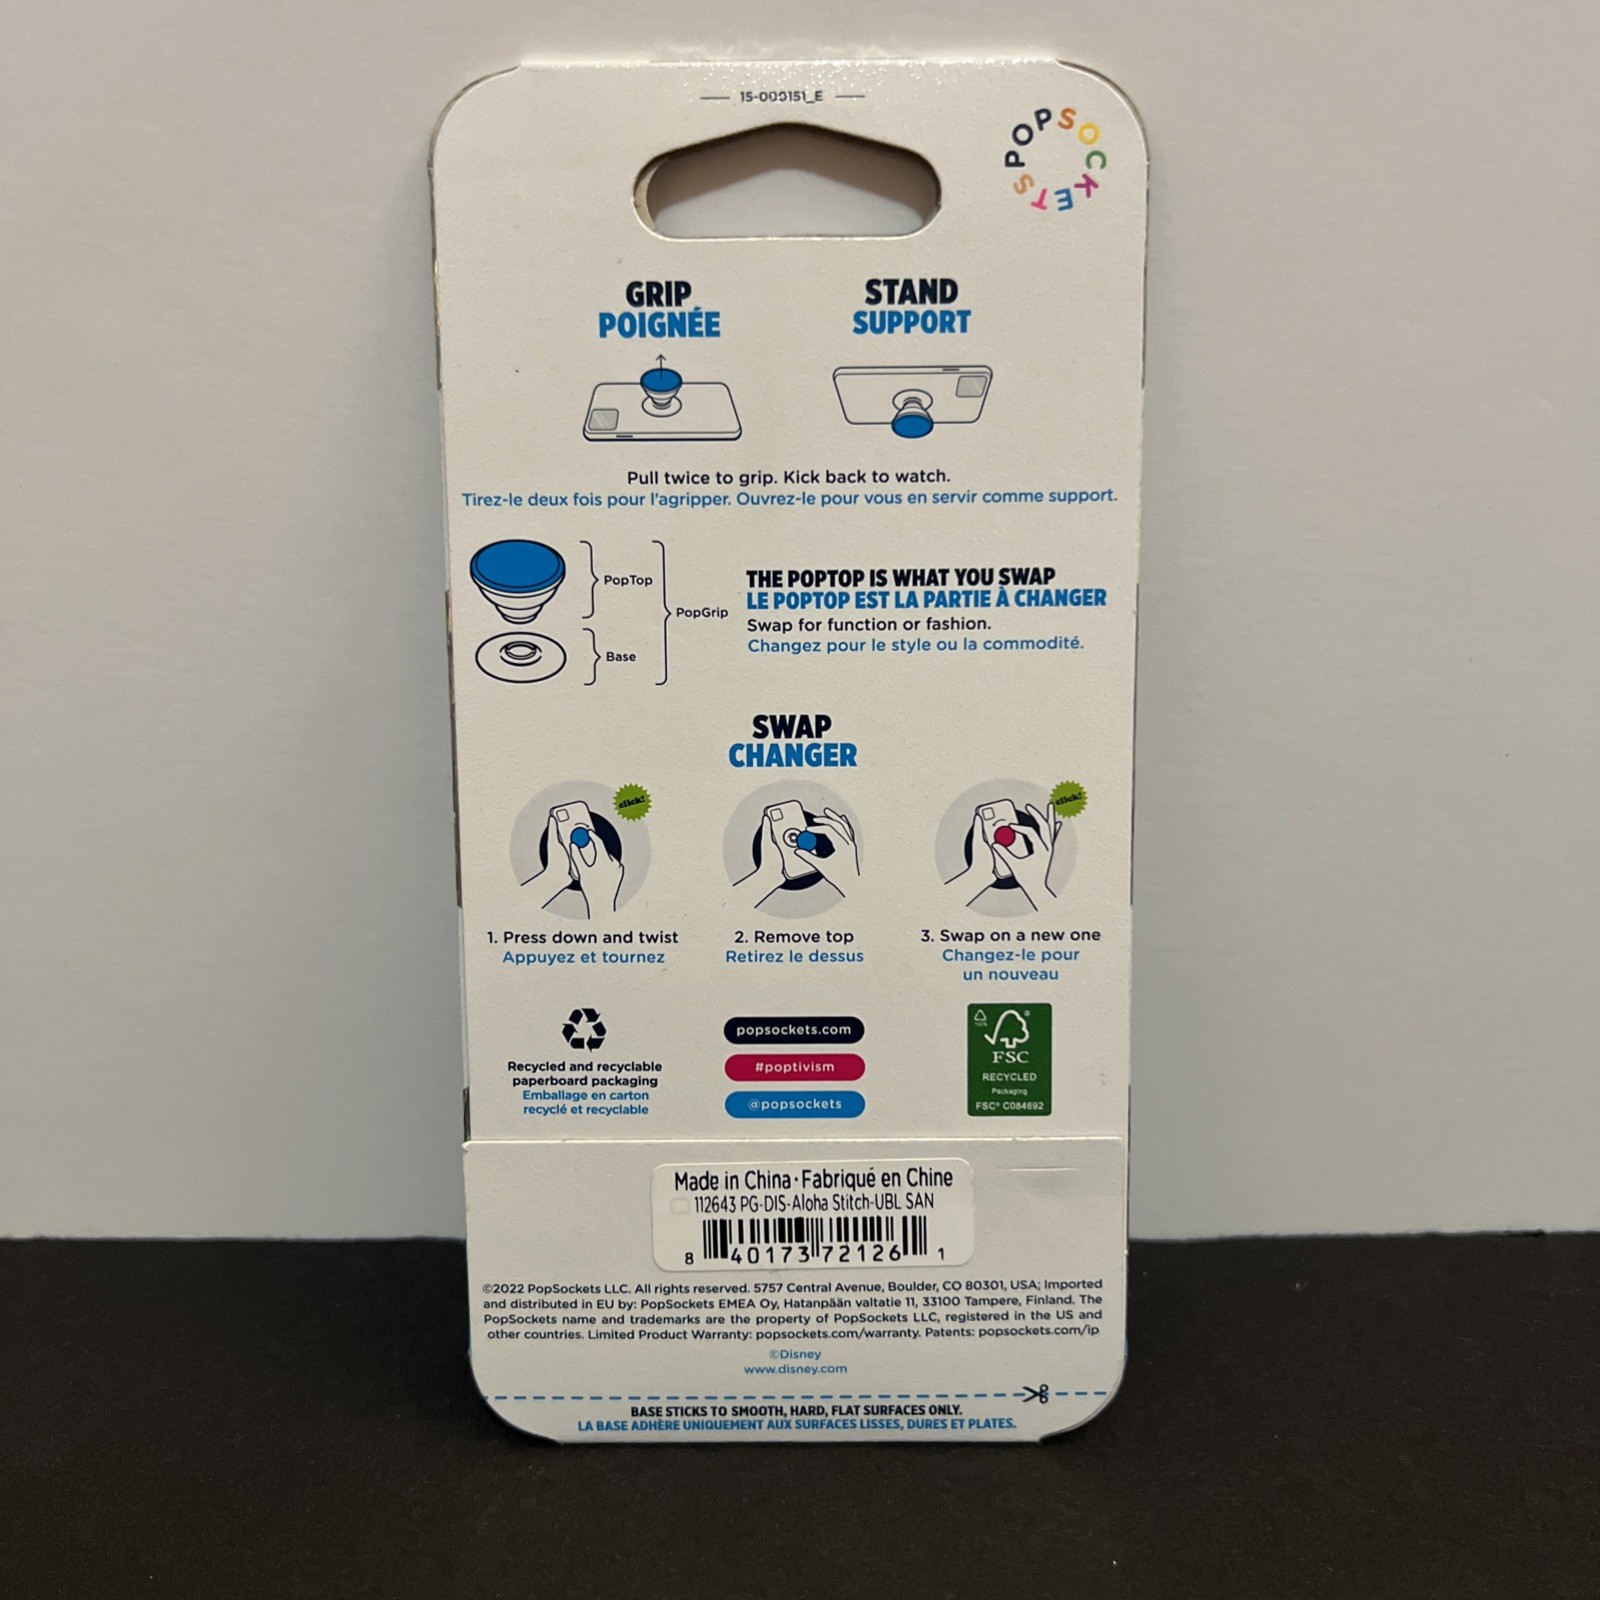 15-000151_E
POPSOCKETS
GRIP
POIGNÉE
STAND
SUPPORT
Pull twice to grip. Kick back to watch.
Tirez-le deux fois pour l'agripper. Ouvrez-le pour vous en servir comme support.
PopTop
PopGrip
Base
THE POPTOP IS WHAT YOU SWAP
LE POPTOP EST LA PARTIE À CHANGER
Swap for function or fashion.
Changez pour le style ou la commodité.
SWAP
CHANGER
click!
click!
1. Press down and twist
Appuyez et tournez
2. Remove top
Retirez le dessus
3. Swap on a new one
Changez-le pour
un nouveau
Recycled and recyclable
paperboard packaging
Emballage en carton
recyclé et recyclable
popsockets.com
#poptivism
@popsockets
100%
FSC
RECYCLED
Packaging
FSC® C084692
Made in China·Fabriqué en Chine
112643 PG-DIS-Aloha Stitch-UBL SAN
8 40173 72126 1
©2022 PopSockets LLC. All rights reserved. 5757 Central Avenue, Boulder, CO 80301, USA; Imported
and distributed in EU by: PopSockets EMEA Oy, Hatanpään valtatie 11, 33100 Tampere, Finland. The
PopSockets name and trademarks are the property of PopSockets LLC, registered in the US and
other countries. Limited Product Warranty: popsockets.com/warranty. Patents: popsockets.com/ip
©Disney
www.disney.com
BASE STICKS TO SMOOTH, HARD, FLAT SURFACES ONLY.
LA BASE ADHÈRE UNIQUEMENT AUX SURFACES LISSES, DURES ET PLATES.